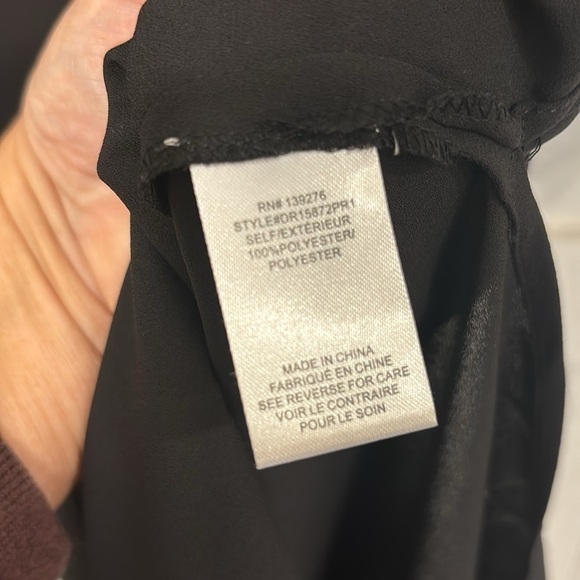 RN# 139276
STYLE#DR15872PR1
SELF/EXTÉRIEUR
100%POLYESTER/
POLYESTER
MADE IN CHINA
FABRIQUÉ EN CHINE
SEE REVERSE FOR CARE
VOIR LE CONTRAIRE
POUR LE SOIN